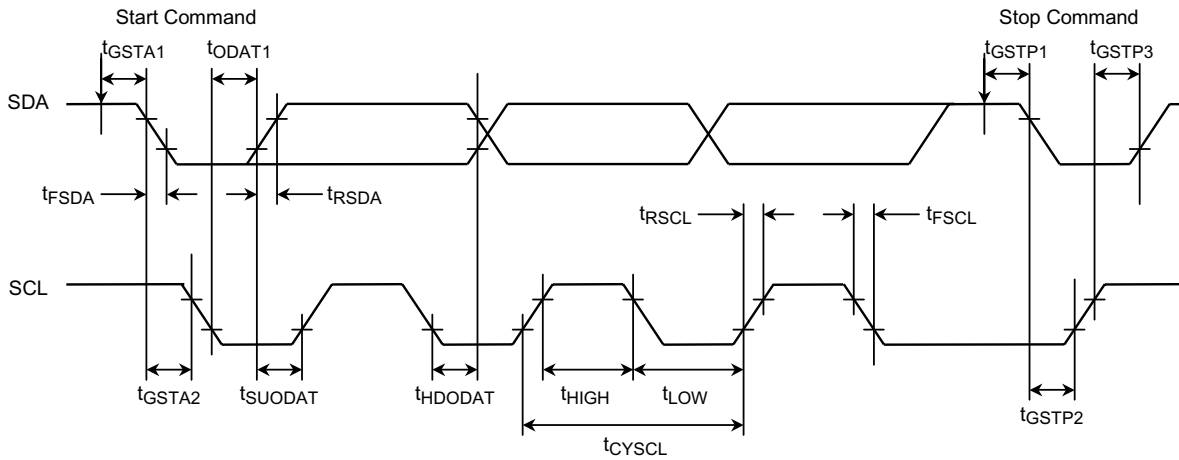 Start Command
Stop Command
tGSTA1
tODAT1
tGSTP1
tGSTP3
SDA
tFSDA
tRSDA
tRSCL
tFSCL
SCL
tGSTA2
tSUODAT
tHDODAT
tHIGH
tLOW
tGSTP2
tCYSCL